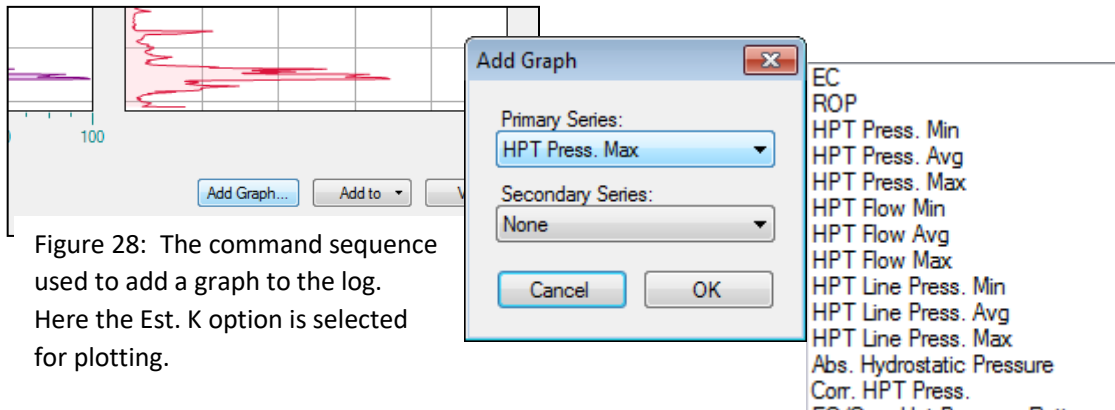 100
Add Graph...
Add to
Figure 28: The command sequence
used to add a graph to the log.
Here the Est. K option is selected
for plotting.
Add Graph
Primary Series:
HPT Press. Max
Secondary Series:
None
Cancel
OK
EC
ROP
HPT Press. Min
HPT Press. Avg
HPT Press. Max
HPT Flow Min
HPT Flow Avg
HPT Flow Max
HPT Line Press. Min
HPT Line Press. Avg
HPT Line Press. Max
Abs. Hydrostatic Pressure
Corr. HPT Press.